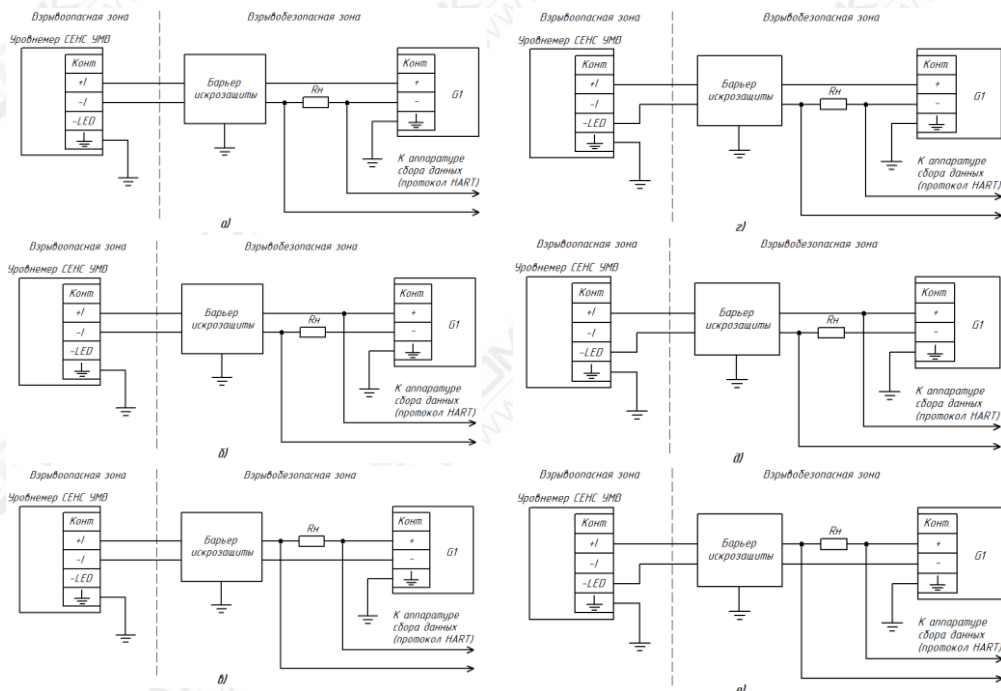 Взрывоопасная зона
Взрывобезопасная зона
Уровнемер СЕНС УМВ
Конт.
+I
-I
-LED
Барьер
искрозащиты
Rн
Конт.
+
-
G1
К аппаратуре
сбора данных
(протокол HART)
а)
Взрывоопасная зона
Взрывобезопасная зона
Уровнемер СЕНС УМВ
Конт.
+I
-I
-LED
Барьер
искрозащиты
Rн
Конт.
+
-
G1
К аппаратуре
сбора данных
(протокол HART)
г)
Взрывоопасная зона
Взрывобезопасная зона
Уровнемер СЕНС УМВ
Конт.
+I
-I
-LED
Барьер
искрозащиты
Rн
Конт.
+
-
G1
К аппаратуре
сбора данных
(протокол HART)
б)
Взрывоопасная зона
Взрывобезопасная зона
Уровнемер СЕНС УМВ
Конт.
+I
-I
-LED
Барьер
искрозащиты
Rн
Конт.
+
-
G1
К аппаратуре
сбора данных
(протокол HART)
д)
Взрывоопасная зона
Взрывобезопасная зона
Уровнемер СЕНС УМВ
Конт.
+I
-I
-LED
Барьер
искрозащиты
Rн
Конт.
+
-
G1
К аппаратуре
сбора данных
(протокол HART)
в)
Взрывоопасная зона
Взрывобезопасная зона
Уровнемер СЕНС УМВ
Конт.
+I
-I
-LED
Барьер
искрозащиты
Rн
Конт.
+
-
G1
К аппаратуре
сбора данных
(протокол HART)
е)